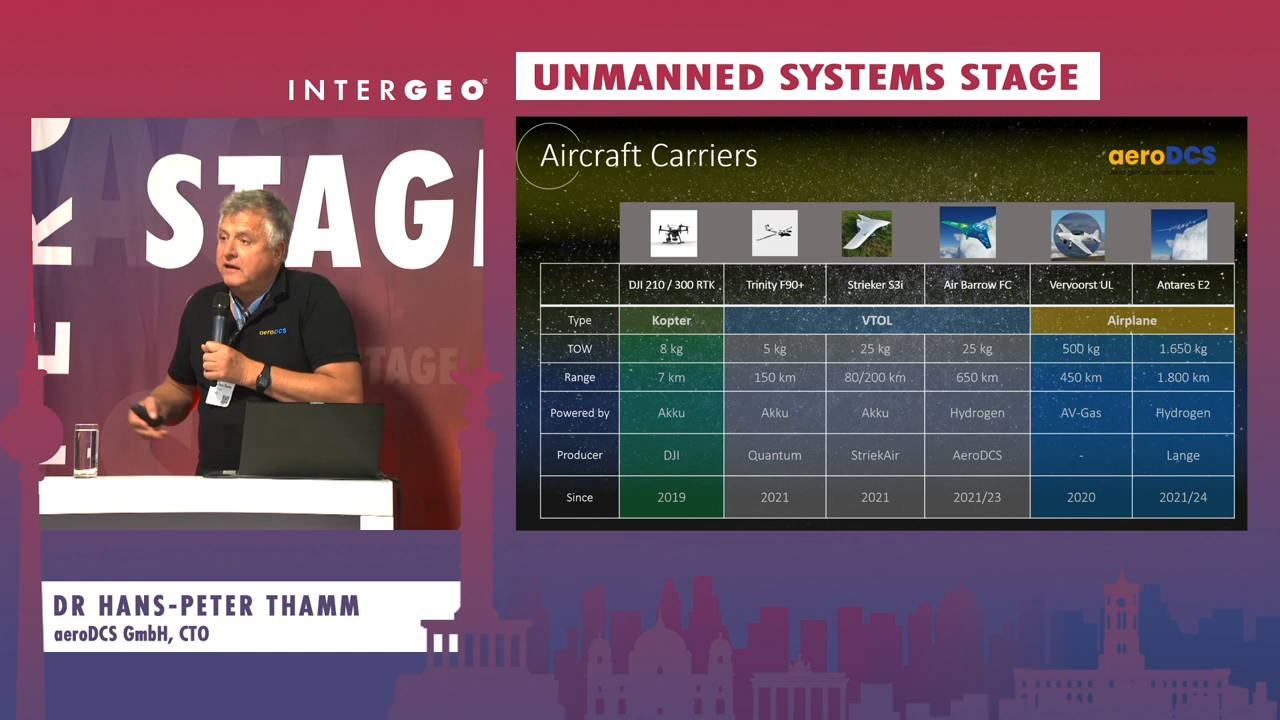 INTERGEO®
UNMANNED SYSTEMS STAGE
STAGE
STAGE
aeroDCS
Aircraft Carriers
aeroDCS
DJI 210 / 300 RTK Trinity F90+ Strieker S3i Air Barrow FC Vervoorst UL Antares E2
Type Kopter VTOL Airplane
TOW 8 kg 5 kg 25 kg 25 kg 500 kg 1.650 kg
Range 7 km 150 km 80/200 km 650 km 450 km 1.800 km
Powered by Akku Akku Akku Hydrogen AV-Gas Hydrogen
Producer DJI Quantum StriekAir AeroDCS - Lange
Since 2019 2021 2021 2021/23 2020 2021/24
DR HANS-PETER THAMM
aeroDCS GmbH, CTO